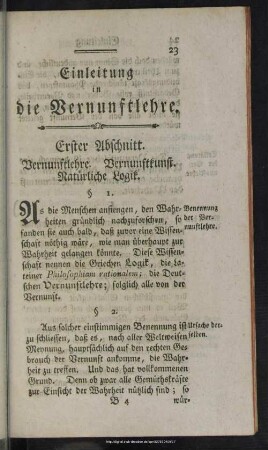 23
Einleitung
in
die Vernunftlehre.
Erster Abschnitt.
Vernunftlehre. Vernunftkunst.
Natürliche Logik.
§ 1.
Als die Menschen anfiengen, den Wahr-
heiten gründlich nachzuforschen, so
fanden sie auch bald, daß zuvor eine Wissen-
schaft nöthig wäre, wie man überhaupt zur
Wahrheit gelangen könnte. Diese Wissen-
schaft nennen die Griechen Logik, die La-
teiner Philosophiam rationalem; die Deut-
schen Vernunftlehre; folglich alle von der
Vernunft.
Benennung
der Ver-
nunftlehre.
§ 2.
Aus solcher einstimmigen Benennung ist
zu schliessen, daß es, nach aller Weltweisen
Meynung, hauptsächlich auf den rechten Ge-
brauch der Vernunft ankomme, die Wahr-
heit zu treffen. Und das hat vollkommenen
Grund. Denn ob zwar alle Gemüthskräfte
zur Einsicht der Wahrheit nützlich sind; so
Ursache der-
selben.
B 4
wür-